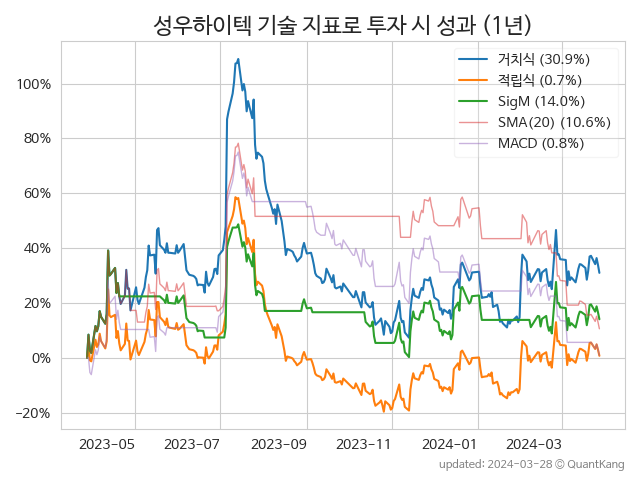 성우하이텍 기술 지표로 투자 시 성과 (1년)
거치식 (30.9%)
적립식 (0.7%)
SigM (14.0%)
SMA(20) (10.6%)
MACD (0.8%)
100%
80%
60%
40%
20%
0%
−20%
2023-05 2023-07 2023-09 2023-11 2024-01 2024-03
updated: 2024-03-28 ⓒ QuantKang